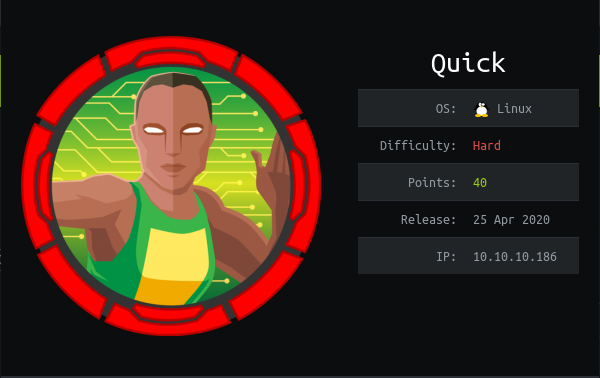 Quick
OS: Linux
Difficulty: Hard
Points: 40
Release: 25 Apr 2020
IP: 10.10.10.186